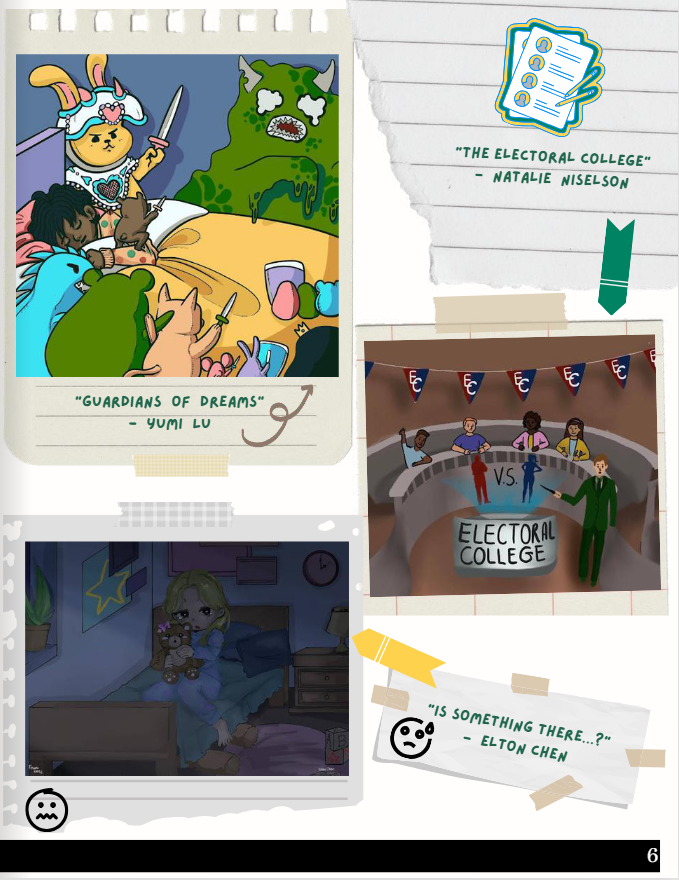 "THE ELECTORAL COLLEGE"
- NATALIE NISELSON
"GUARDIANS OF DREAMS"
- YUMI LU
EC
EC
EC
EC
EC
V.S.
ELECTORAL
COLLEGE
"IS SOMETHING THERE...?"
- ELTON CHEN
6